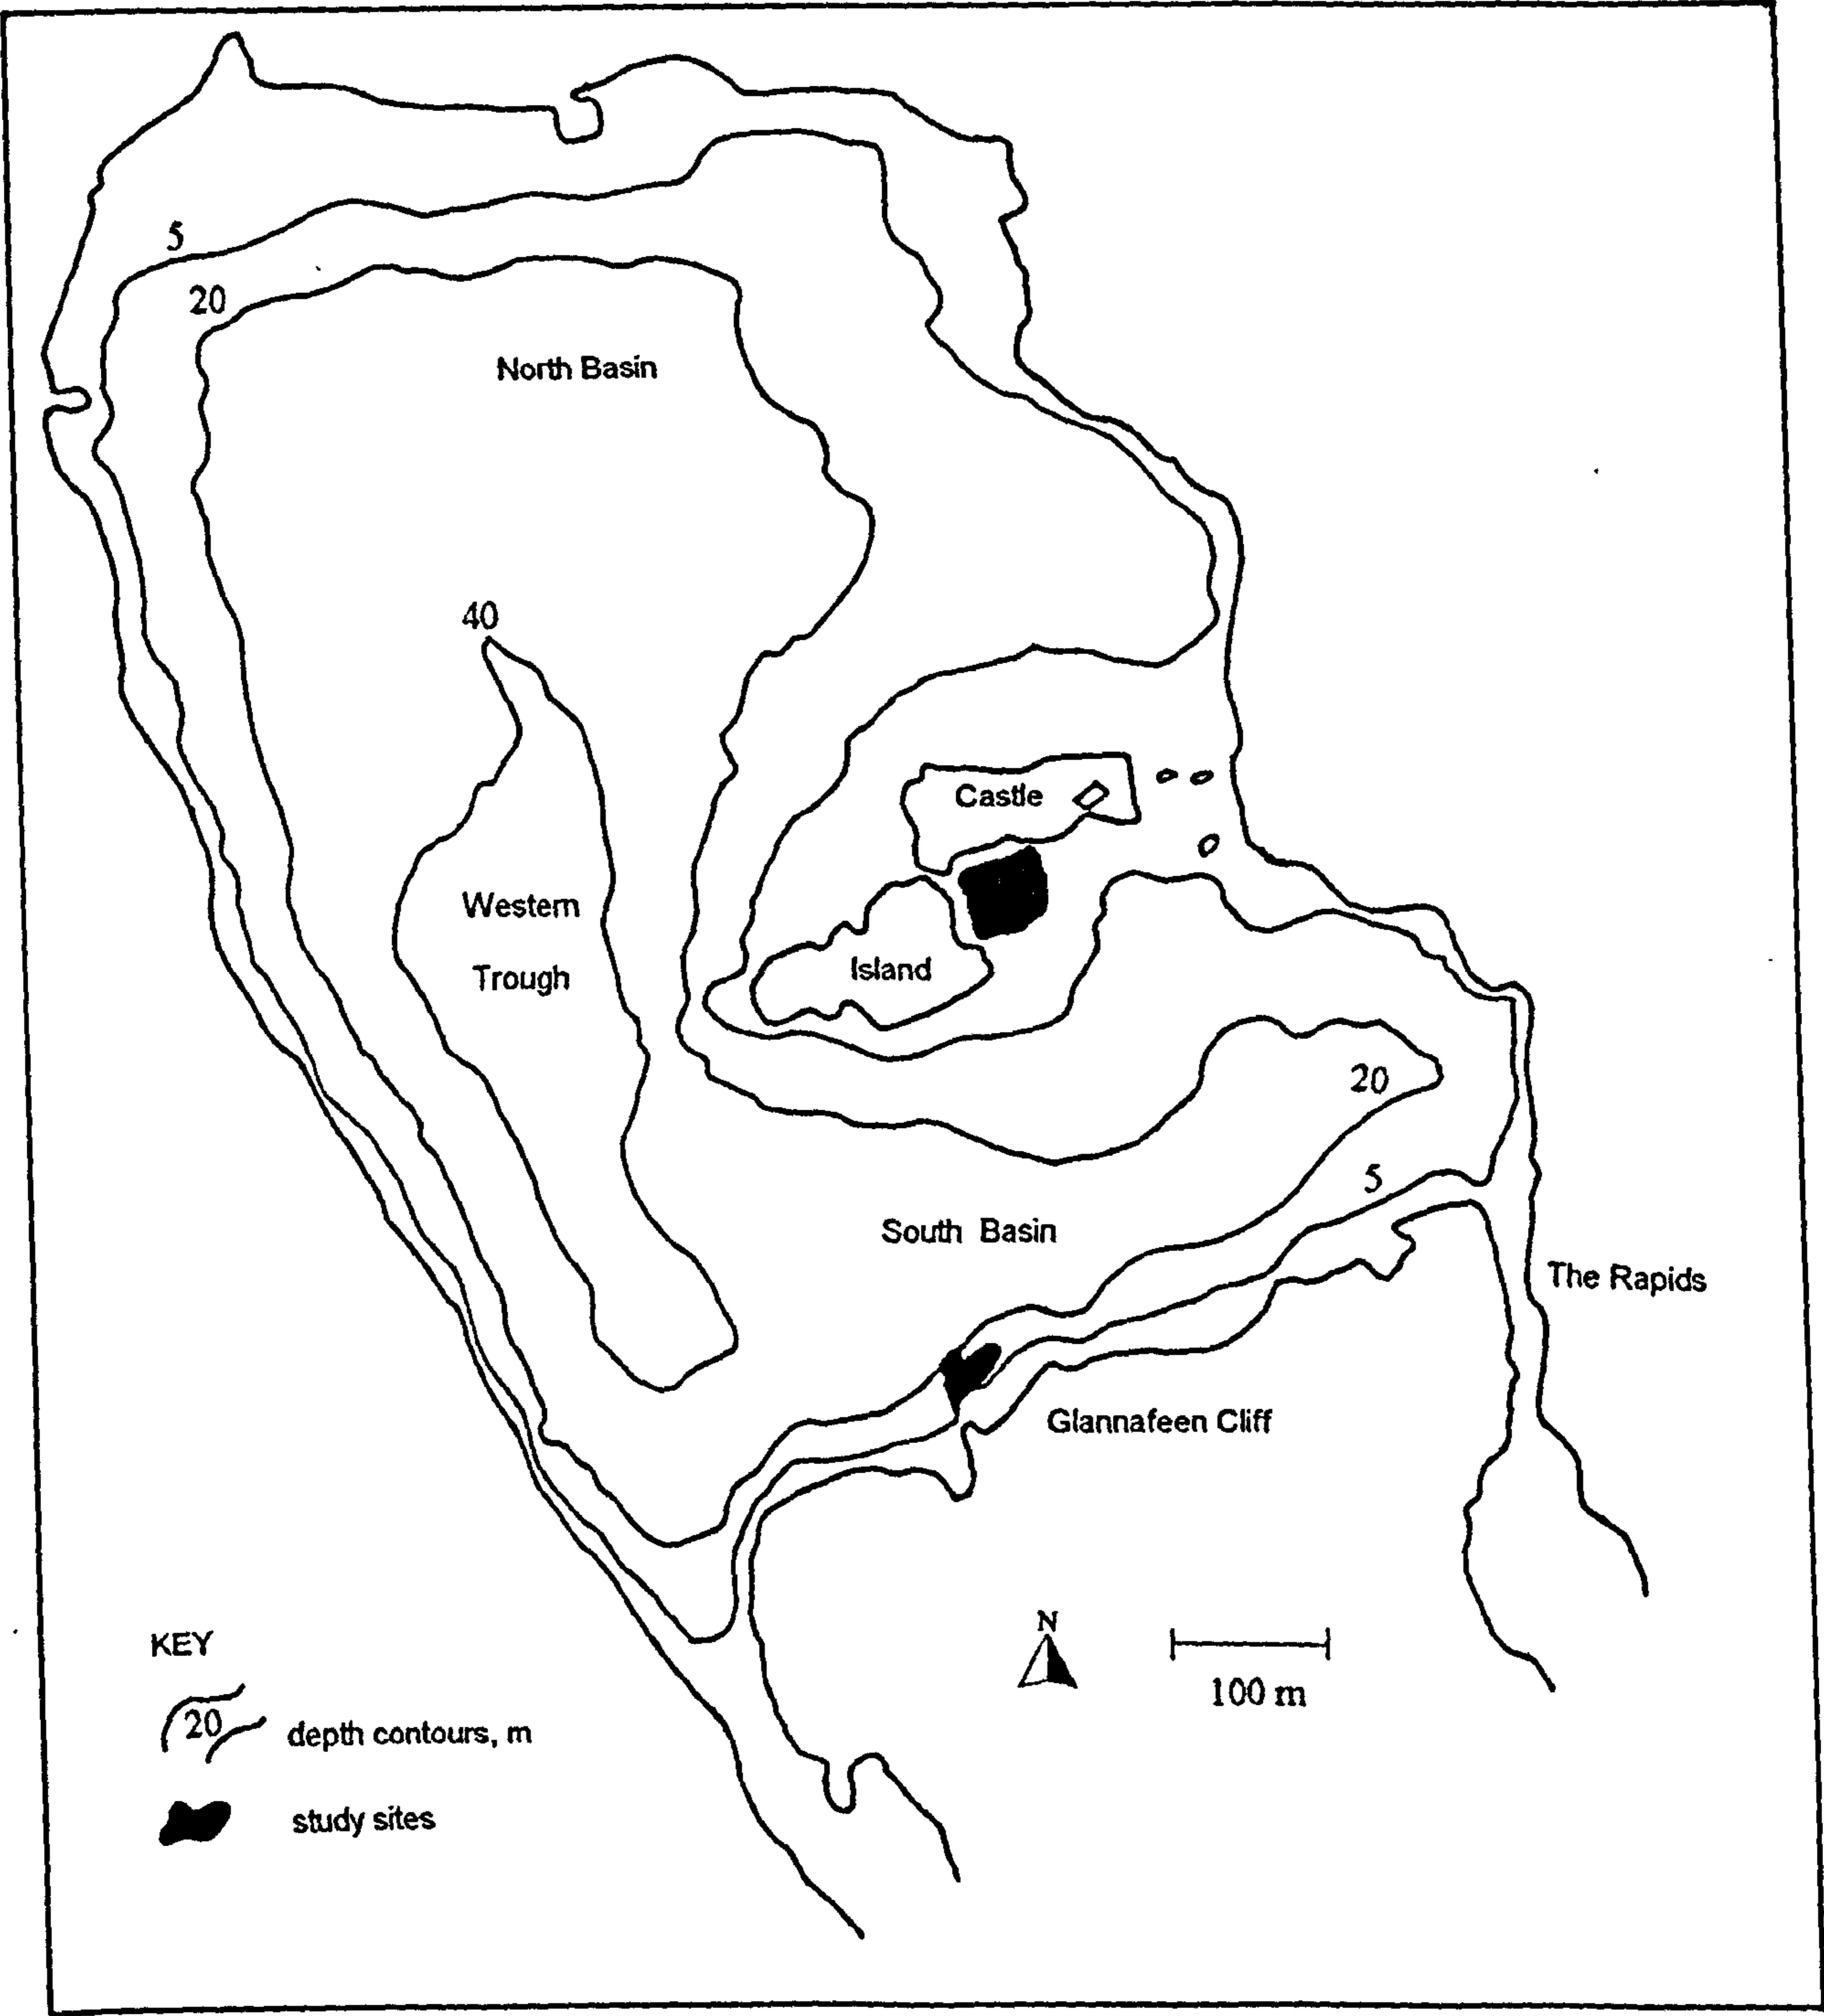 5
20
North Basin
40
Castle
Western
Trough
Island
20
5
South Basin
The Rapids
Glannafeen Cliff
N
100 m
KEY
20
depth contours, m
study sites